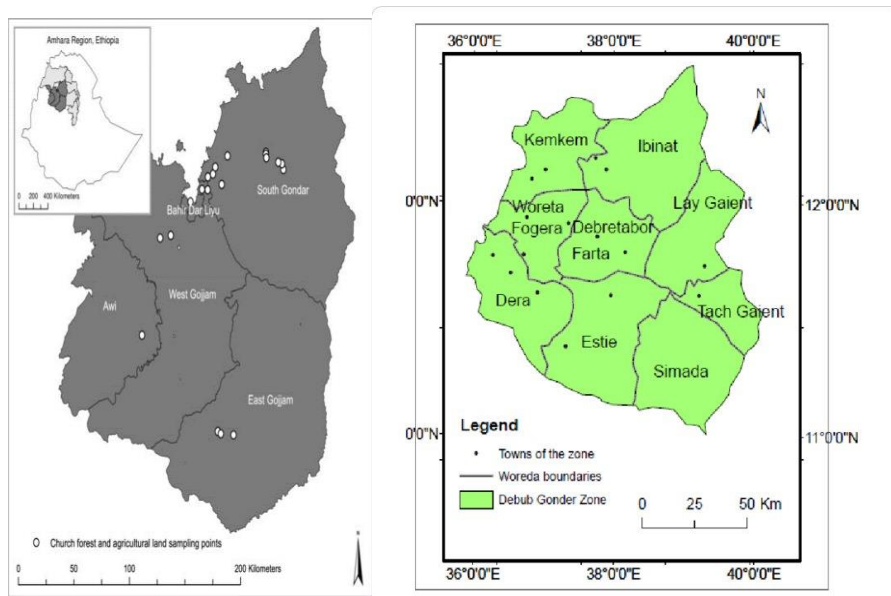 Amhara Region, Ethiopia
0 200 400 Kilometers
South Gondar
Bahir Dar Liyu
West Gojjam
Awi
East Gojjam
Church forest and agricultural land sampling points
0 50 100 200 Kilometers
36°0'0"E 38°0'0"E 40°0'0"E
N
Kemkem
Ibinat
0'0"N
Lay Gaient
12°0'0"N
Woreta
Fogera
Debretabor
Farta
Dera
Tach Gaient
Estie
Simada
Legend
0'0"N
11°0'0"N
Towns of the zone
Woreda boundaries
Debub Gonder Zone
0 25 50 Km
36°0'0"E 38°0'0"E 40°0'0"E